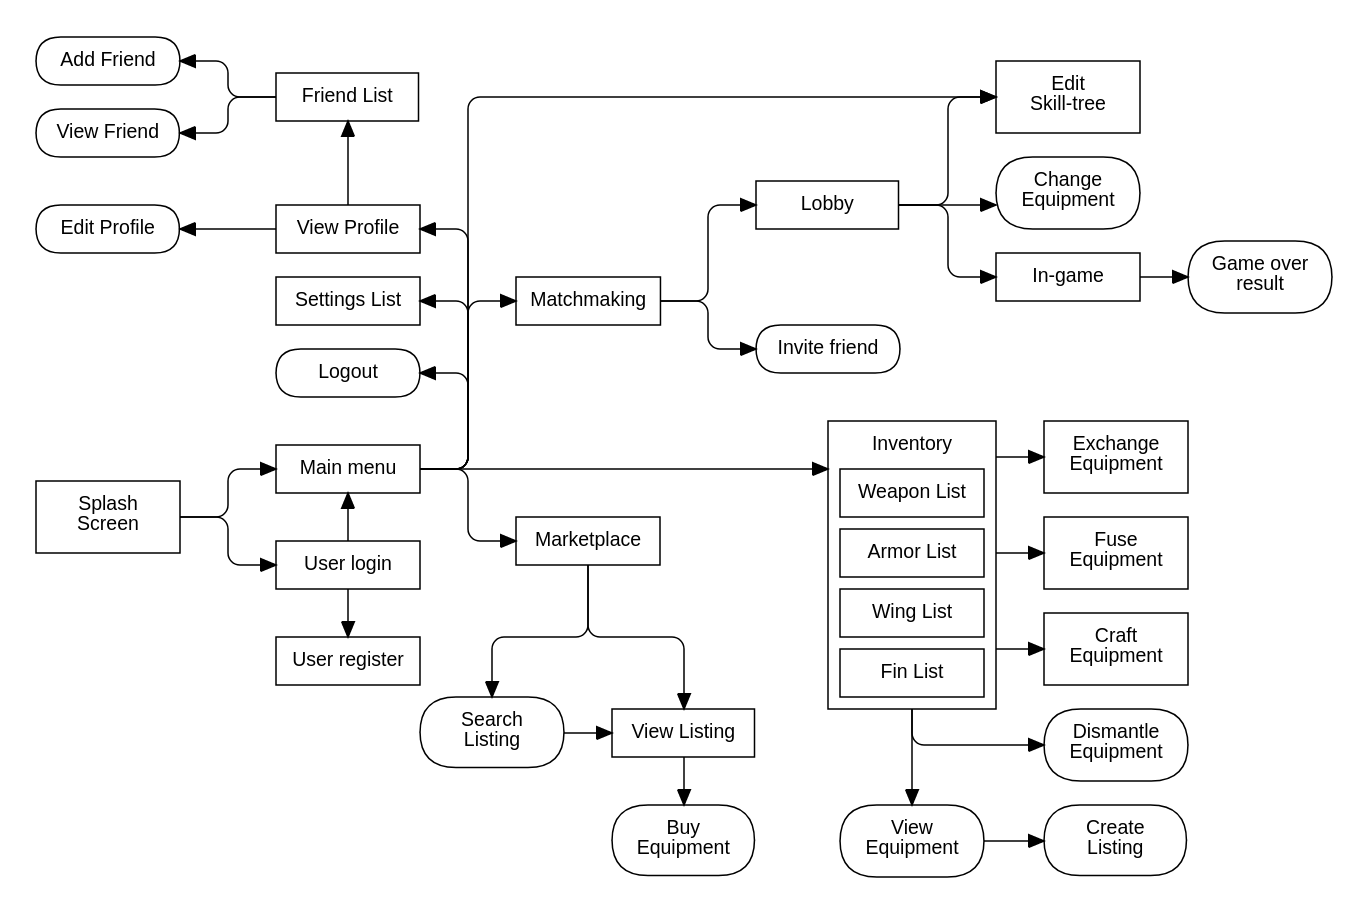 Add Friend
View Friend
Friend List
Edit Profile
View Profile
Settings List
Logout
Main menu
Splash
Screen
User login
User register
Matchmaking
Lobby
Invite friend
Edit
Skill-tree
Change
Equipment
In-game
Game over
result
Marketplace
Search
Listing
View Listing
Buy
Equipment
Inventory
Weapon List
Armor List
Wing List
Fin List
Exchange
Equipment
Fuse
Equipment
Craft
Equipment
Dismantle
Equipment
View
Equipment
Create
Listing